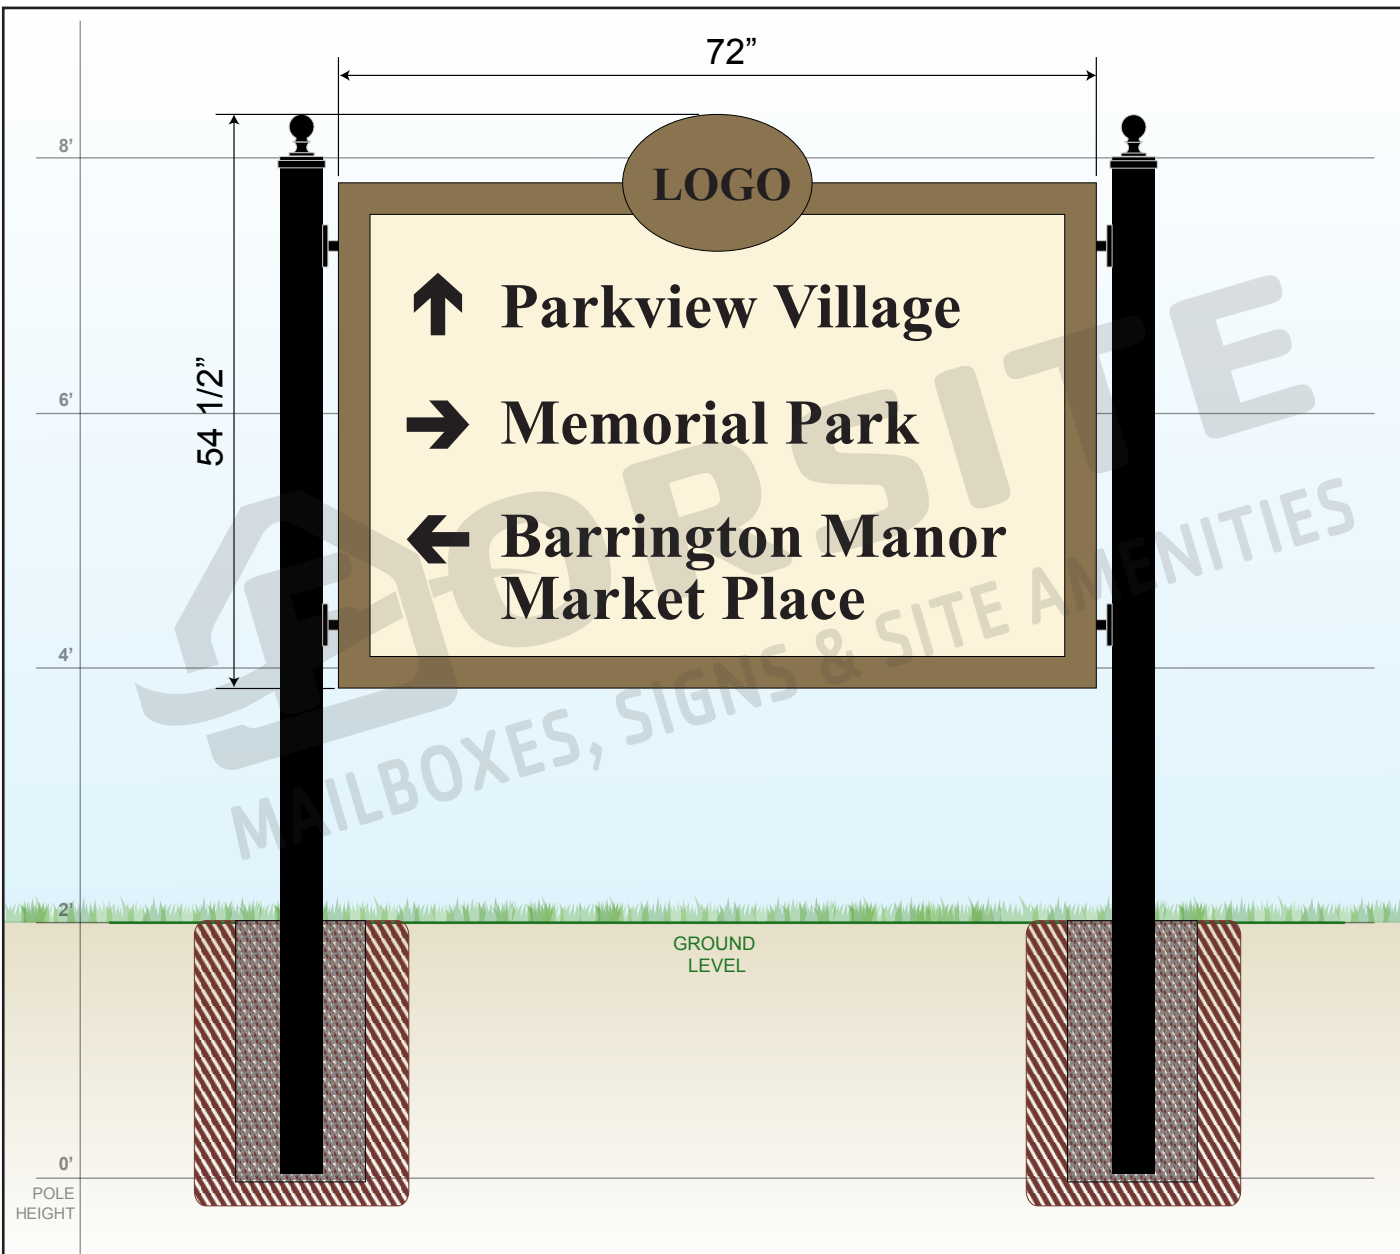 72”
8’
LOGO
Parkview Village
54 1/2”
6’
Memorial Park
Barrington Manor
Market Place
4’
FORSITE
MAILBOXES, SIGNS & SITE AMENITIES
2’
GROUND
LEVEL
0’
POLE
HEIGHT